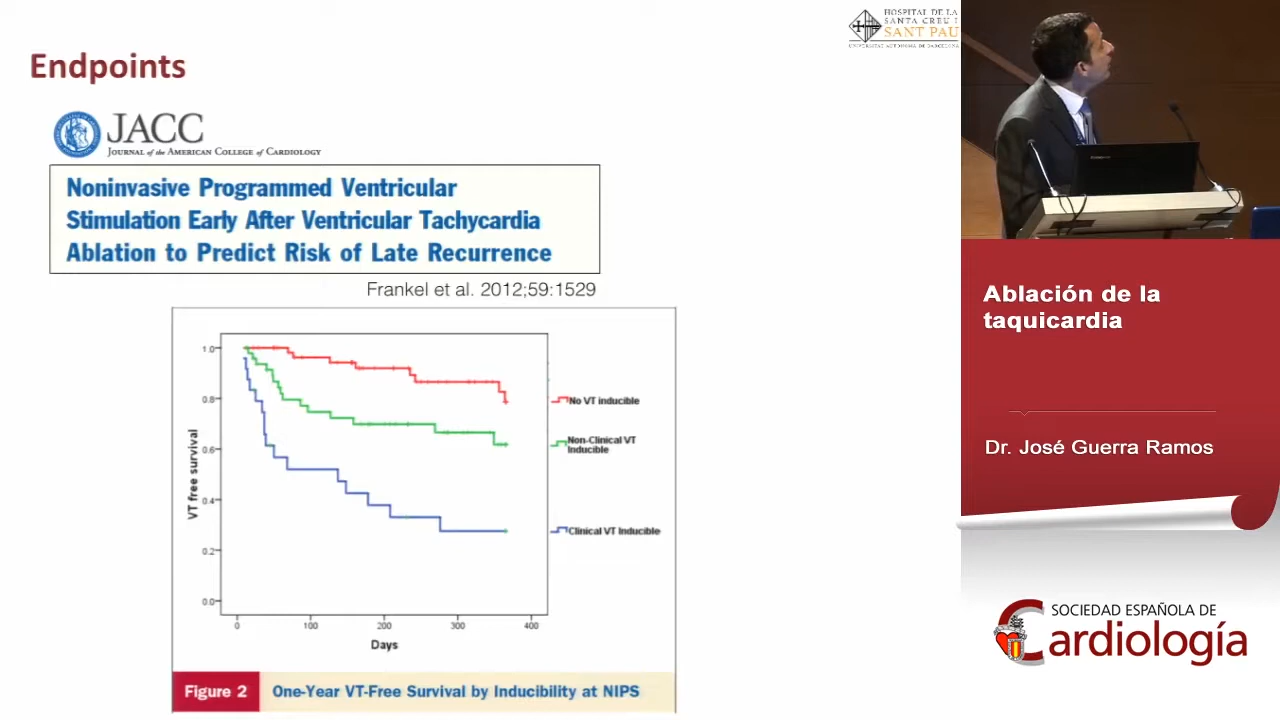 Endpoints
HOSPITAL DE LA
SANTA CREU I
SANT PAU
UNIVERSITAT AUTÒNOMA DE BARCELONA
JACC
JOURNAL of the AMERICAN COLLEGE of CARDIOLOGY
Noninvasive Programmed Ventricular
Stimulation Early After Ventricular Tachycardia
Ablation to Predict Risk of Late Recurrence
Frankel et al. 2012;59:1529
VT free survival
1.0
0.8
0.6
0.4
0.2
0.0
0 100 200 300 400
Days
No VT inducible
Non-Clinical VT
Inducible
Clinical VT Inducible
Figure 2 One-Year VT-Free Survival by Inducibility at NIPS
Ablación de la
taquicardia
Dr. José Guerra Ramos
SOCIEDAD ESPAÑOLA DE
Cardiología